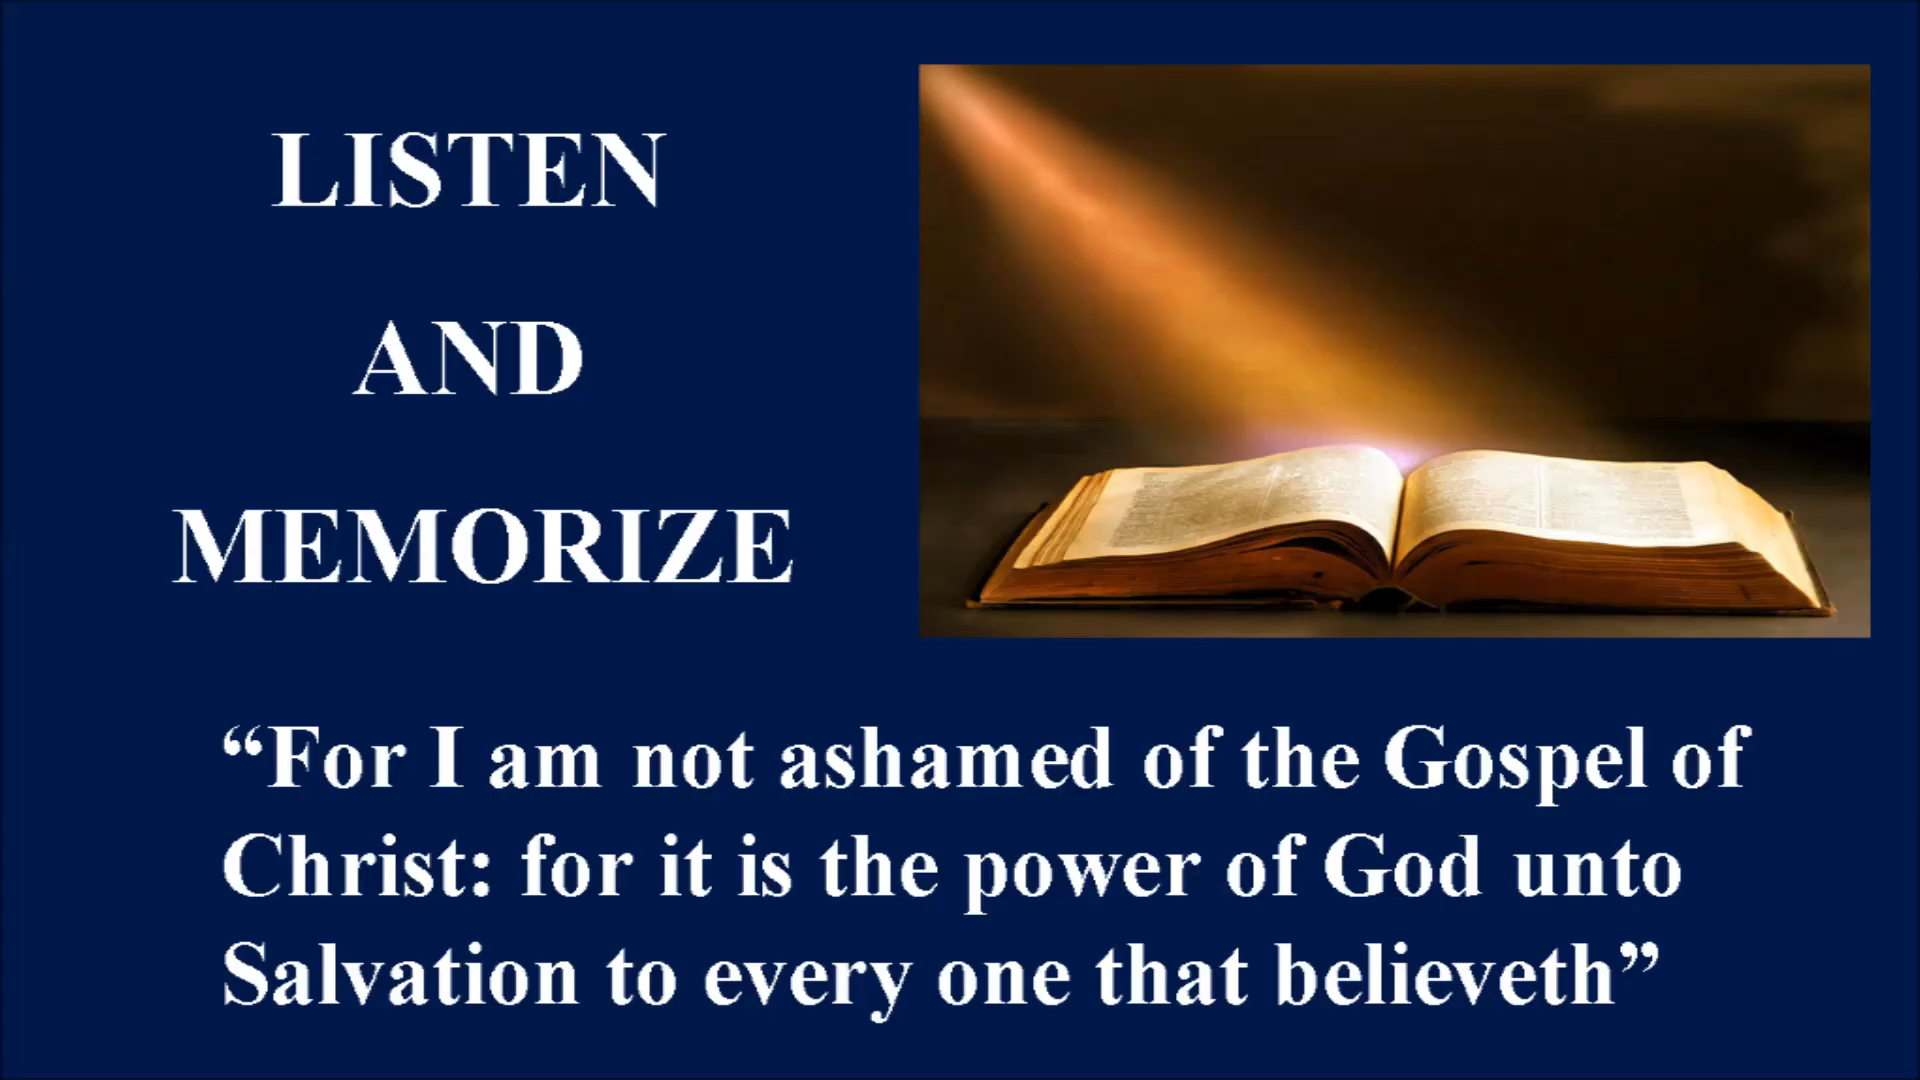 LISTEN
AND
MEMORIZE
“For I am not ashamed of the Gospel of
Christ: for it is the power of God unto
Salvation to every one that believeth”